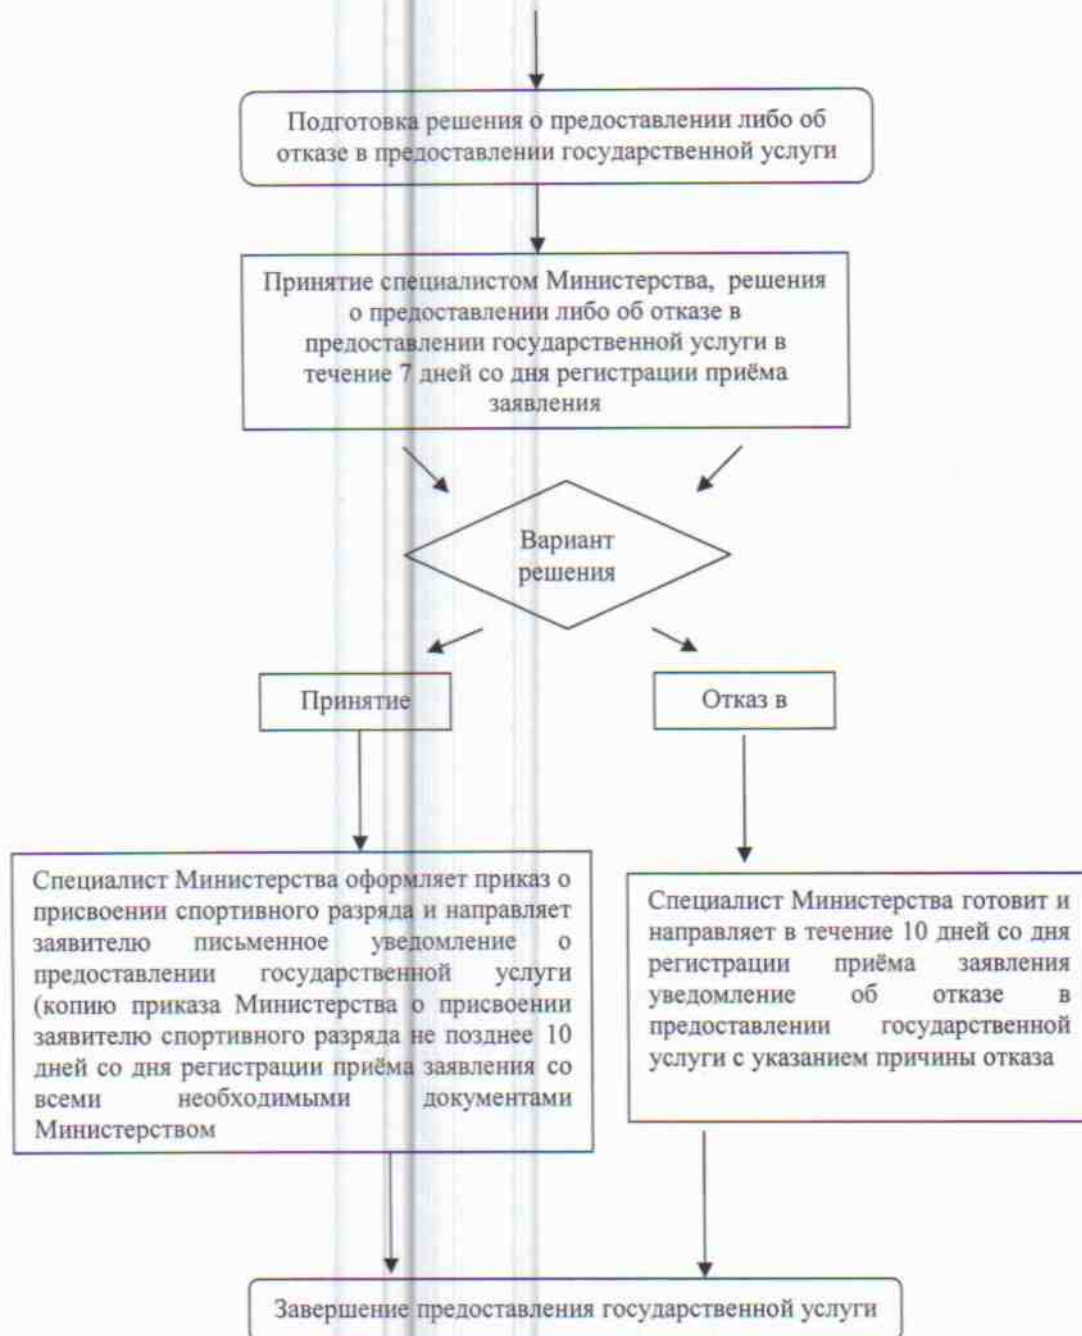 Подготовка решения о предоставлении либо об
отказе в предоставлении государственной услуги
Принятие специалистом Министерства, решения
о предоставлении либо об отказе в
предоставлении государственной услуги в
течение 7 дней со дня регистрации приёма
заявления
Вариант
решения
Принятие
Отказ в
Специалист Министерства оформляет приказ о
присвоении спортивного разряда и направляет
заявителю письменное уведомление о
предоставлении государственной услуги
(копию приказа Министерства о присвоении
заявителю спортивного разряда не позднее 10
дней со дня регистрации приёма заявления со
всеми необходимыми документами
Министерством
Специалист Министерства готовит и
направляет в течение 10 дней со дня
регистрации приёма заявления
уведомление об отказе в
предоставлении государственной
услуги с указанием причины отказа
Завершение предоставления государственной услуги